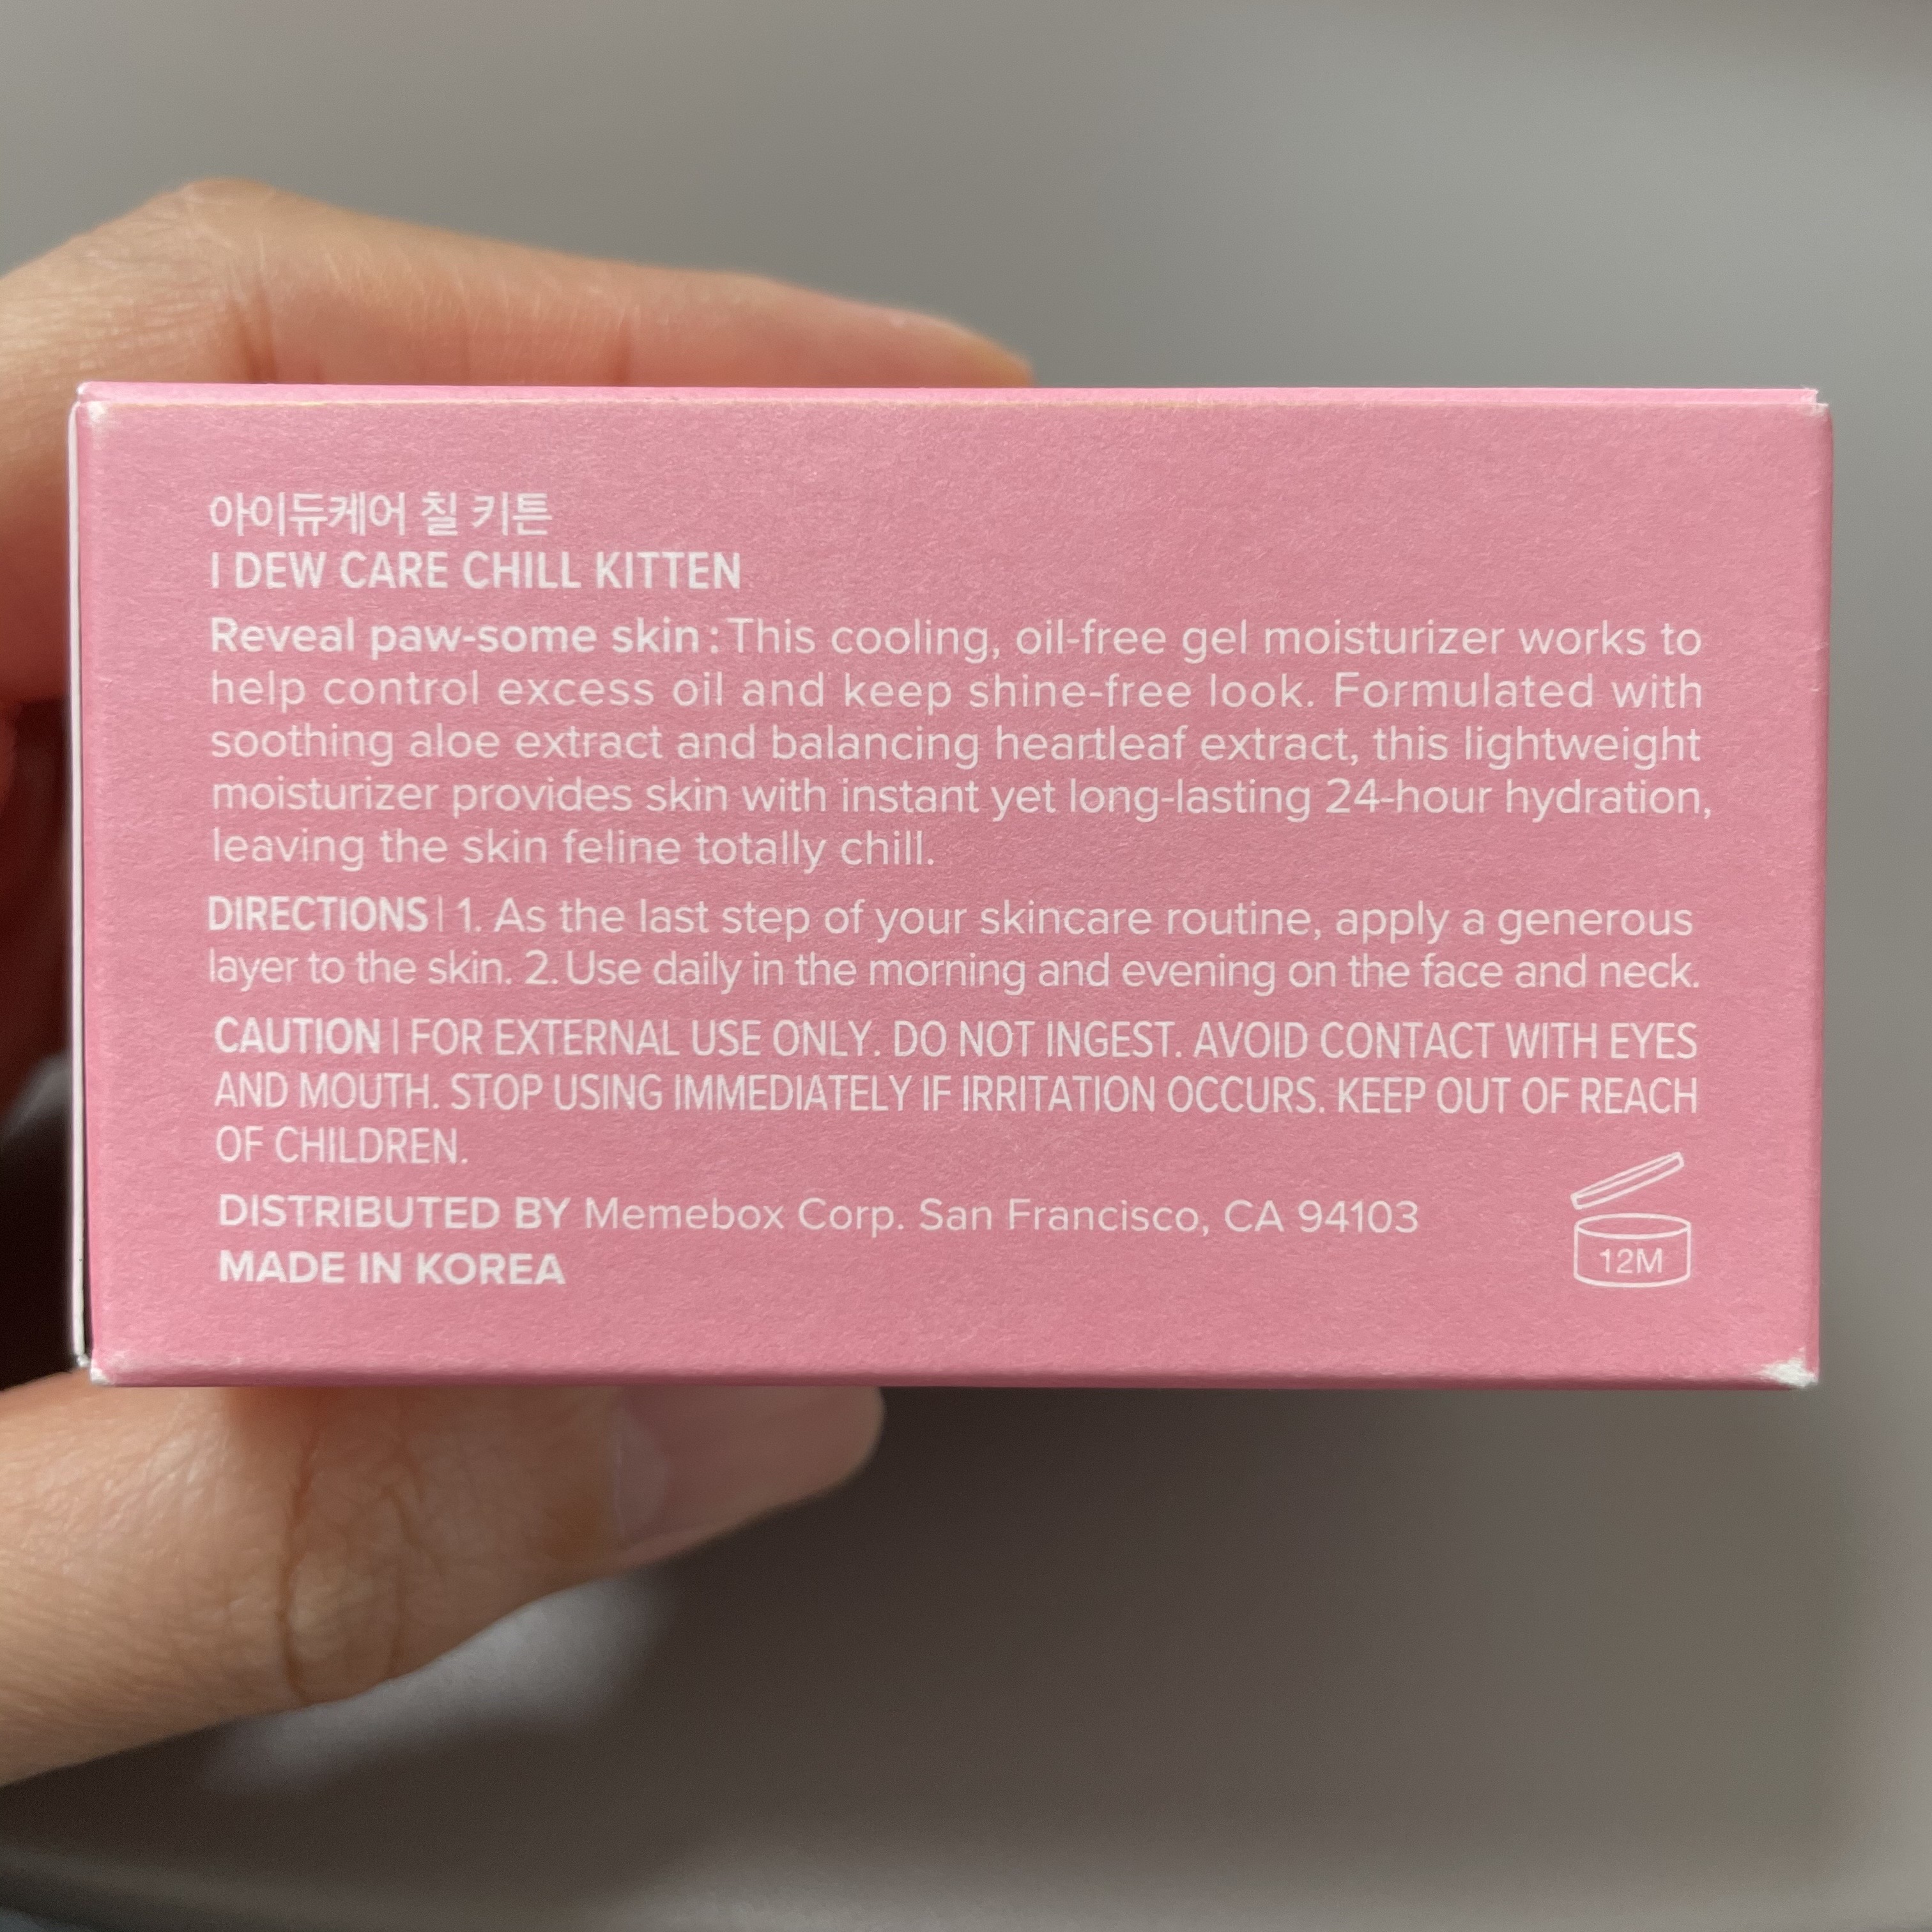 아이듀케어 칠 키튼
I DEW CARE CHILL KITTEN
Reveal paw-some skin : This cooling, oil-free gel moisturizer works to
help control excess oil and keep shine-free look. Formulated with
soothing aloe extract and balancing heartleaf extract, this lightweight
moisturizer provides skin with instant yet long-lasting 24-hour hydration,
leaving the skin feline totally chill.
DIRECTIONS | 1. As the last step of your skincare routine, apply a generous
layer to the skin. 2. Use daily in the morning and evening on the face and neck.
CAUTION | FOR EXTERNAL USE ONLY. DO NOT INGEST. AVOID CONTACT WITH EYES
AND MOUTH. STOP USING IMMEDIATELY IF IRRITATION OCCURS. KEEP OUT OF REACH
OF CHILDREN.
DISTRIBUTED BY Memebox Corp. San Francisco, CA 94103
MADE IN KOREA
12M